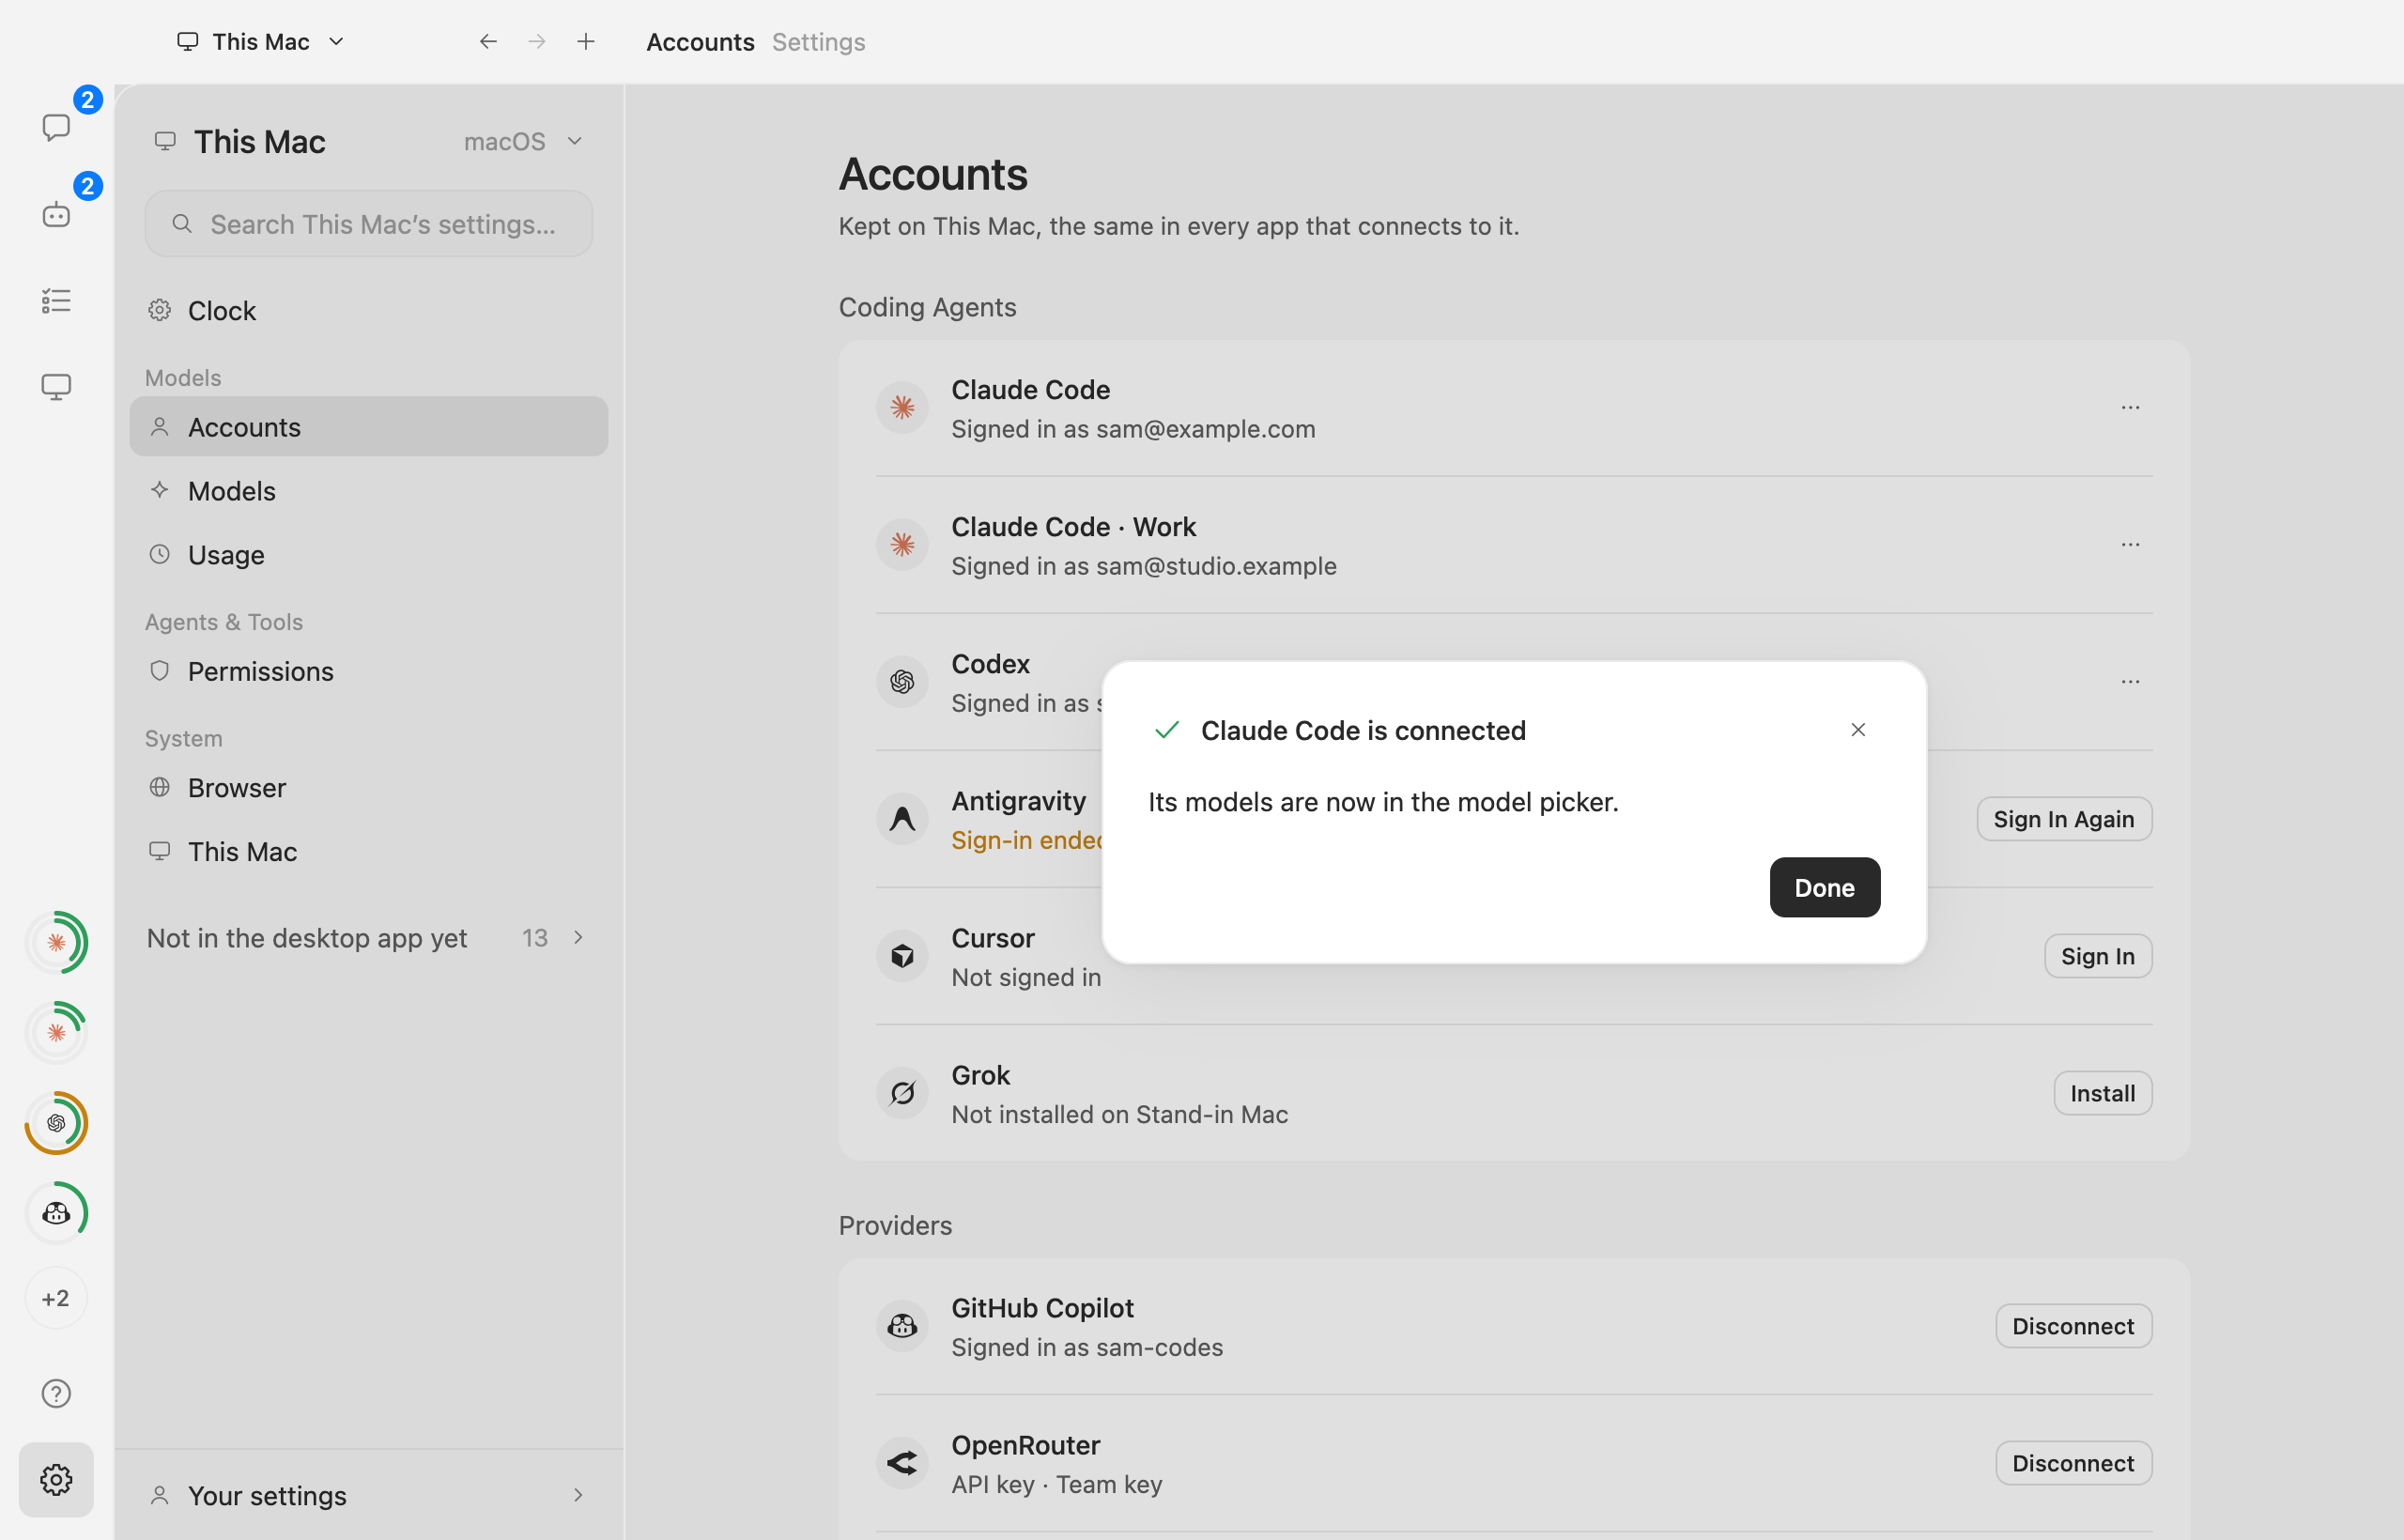 This Mac
Accounts Settings
2
2
This Mac macOS
Search This Mac’s settings...
Clock
Models
Accounts
Models
Usage
Agents & Tools
Permissions
System
Browser
This Mac
Not in the desktop app yet 13
+2
Your settings
Accounts
Kept on This Mac, the same in every app that connects to it.
Coding Agents
Claude Code
Signed in as sam@example.com
Claude Code · Work
Signed in as sam@studio.example
Codex
Signed in as
Antigravity
Sign-in ended
Sign In Again
Cursor
Not signed in
Sign In
Grok
Not installed on Stand-in Mac
Install
Claude Code is connected
Its models are now in the model picker.
Done
Providers
GitHub Copilot
Signed in as sam-codes
Disconnect
OpenRouter
API key · Team key
Disconnect